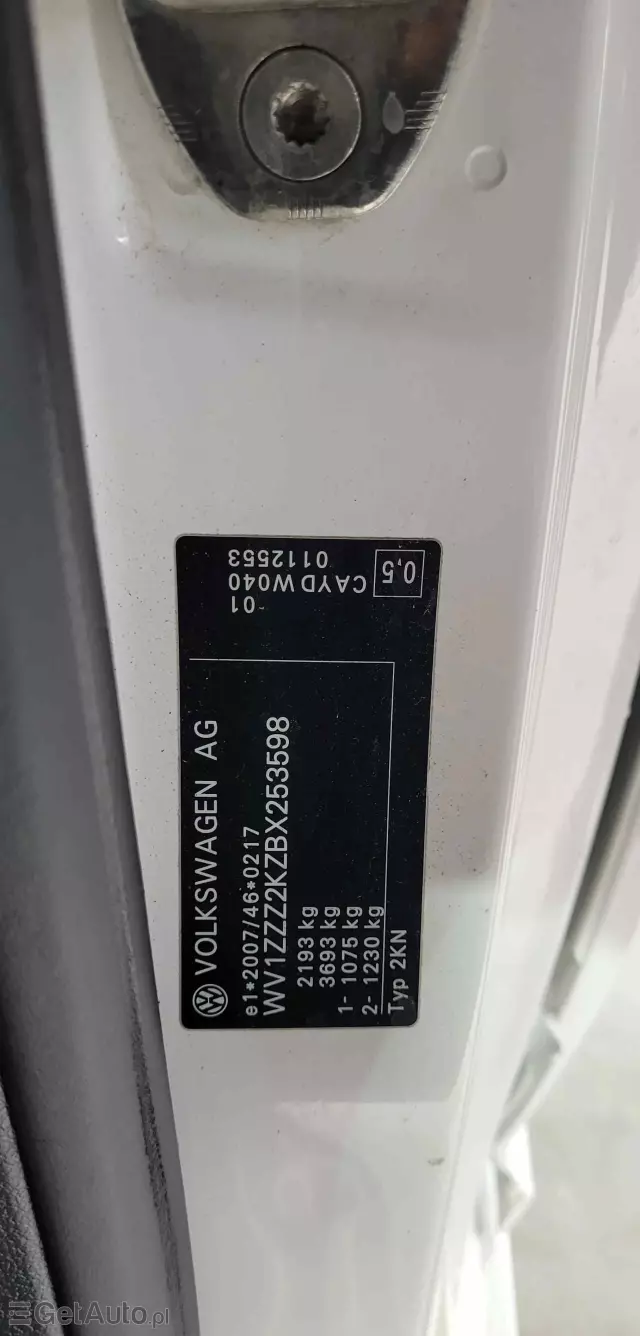 VOLKSWAGEN AG
e1*2007/46*0217
WV1ZZZ2KZBX253598
2193 kg
3693 kg
1- 1075 kg
2- 1230 kg
Typ 2KN
01
CAYD W040
0112553
0,5
GetAuto.pl